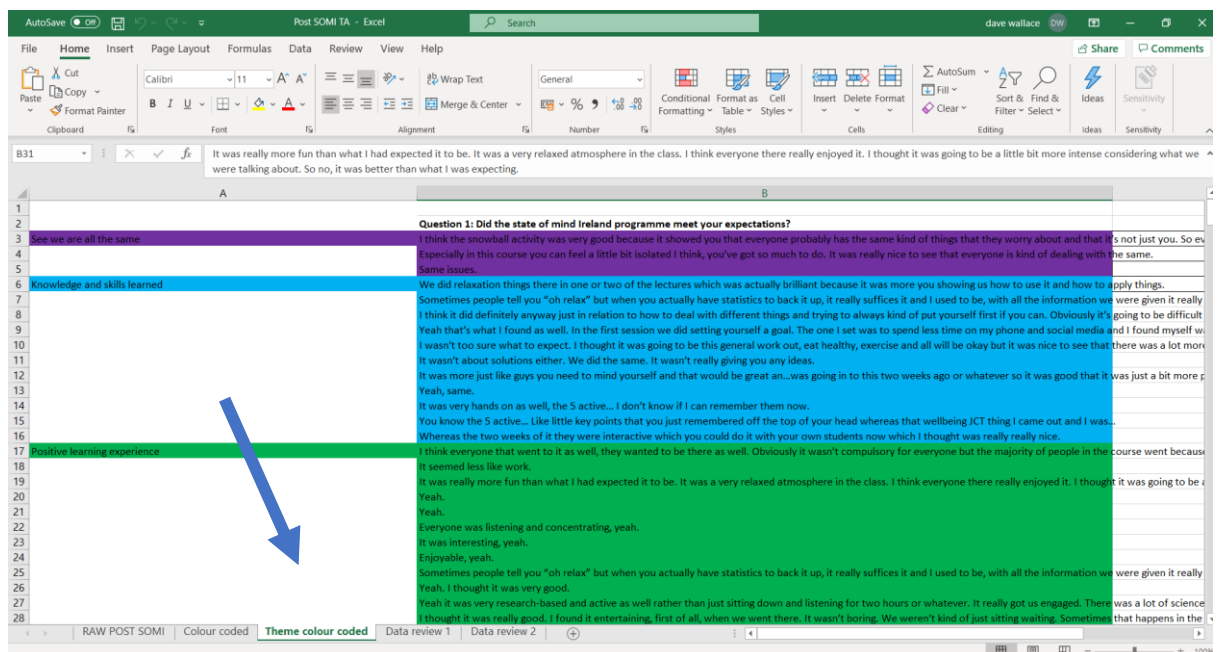 AutoSave Off Post SOMI TA - Excel Search dave wallace DW
File Home Insert Page Layout Formulas Data Review View Help Share Comments
Cut Calibri 11 A A Wrap Text General AutoSum
Copy Fill
Paste Format Painter B I U A Merge & Center % Conditional Formatting Format as Table Cell Styles Insert Delete Format Clear Sort & Filter Find & Select Ideas Sensitivity
Clipboard Font Alignment Number Styles Cells Editing Ideas Sensitivity
B31 fx It was really more fun than what I had expected it to be. It was a very relaxed atmosphere in the class. I think everyone there really enjoyed it. I thought it was going to be a little bit more intense considering what we
were talking about. So no, it was better than what I was expecting.
A B
1
2 Question 1: Did the state of mind Ireland programme meet your expectations?
3 See we are all the same I think the snowball activity was very good because it showed you that everyone probably has the same kind of things that they worry about and that it's not just you. So ev
4 Especially in this course you can feel a little bit isolated I think, you've got so much to do. It was really nice to see that everyone is kind of dealing with the same.
5 Same issues.
6 Knowledge and skills learned We did relaxation things there in one or two of the lectures which was actually brilliant because it was more you showing us how to use it and how to apply things.
7 Sometimes people tell you "oh relax" but when you actually have statistics to back it up, it really suffices it and I used to be, with all the information we were given it really
8 I think it did definitely anyway just in relation to how to deal with different things and trying to always kind of put yourself first if you can. Obviously it's going to be difficult
9 Yeah that's what I found as well. In the first session we did setting yourself a goal. The one I set was to spend less time on my phone and social media and I found myself wa
10 I wasn't too sure what to expect. I thought it was going to be this general work out, eat healthy, exercise and all will be okay but it was nice to see that there was a lot more
11 It wasn't about solutions either. We did the same. It wasn't really giving you any ideas.
12 It was more just like guys you need to mind yourself and that would be great an...was going in to this two weeks ago or whatever so it was good that it was just a bit more p
13 Yeah, same.
14 It was very hands on as well, the 5 active... I don't know if I can remember them now.
15 You know the 5 active... Like little key points that you just remembered off the top of your head whereas that wellbeing JCT thing I came out and I was...
16 Whereas the two weeks of it they were interactive which you could do it with your own students now which I thought was really really nice.
17 Positive learning experience I think everyone that went to it as well, they wanted to be there as well. Obviously it wasn't compulsory for everyone but the majority of people in the course went because
18 It seemed less like work.
19 It was really more fun than what I had expected it to be. It was a very relaxed atmosphere in the class. I think everyone there really enjoyed it. I thought it was going to be a
20 Yeah.
21 Yeah.
22 Everyone was listening and concentrating, yeah.
23 It was interesting, yeah.
24 Enjoyable, yeah.
25 Sometimes people tell you "oh relax" but when you actually have statistics to back it up, it really suffices it and I used to be, with all the information we were given it really
26 Yeah. I thought it was very good.
27 Yeah it was very research-based and active as well rather than just sitting down and listening for two hours or whatever. It really got us engaged. There was a lot of science
28 I thought it was really good. I found it entertaining, first of all, when we went there. It wasn't boring. We weren't kind of just sitting waiting. Sometimes that happens in the
RAW POST SOMI Colour coded Theme colour coded Data review 1 Data review 2
100%